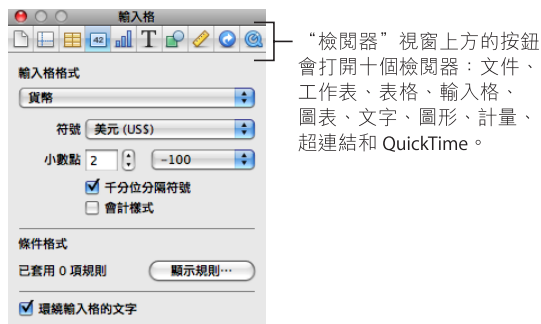 輸入格
42
T
“檢閱器”視窗上方的按鈕
會打開十個檢閱器：文件、
工作表、表格、輸入格、
圖表、文字、圖形、計量、
超連結和 QuickTime。
輸入格格式
貨幣
符號 美元 (US$)
小數點 2 -100
千分位分隔符號
會計樣式
條件格式
已套用 0 項規則 顯示規則⋯
環繞輸入格的文字